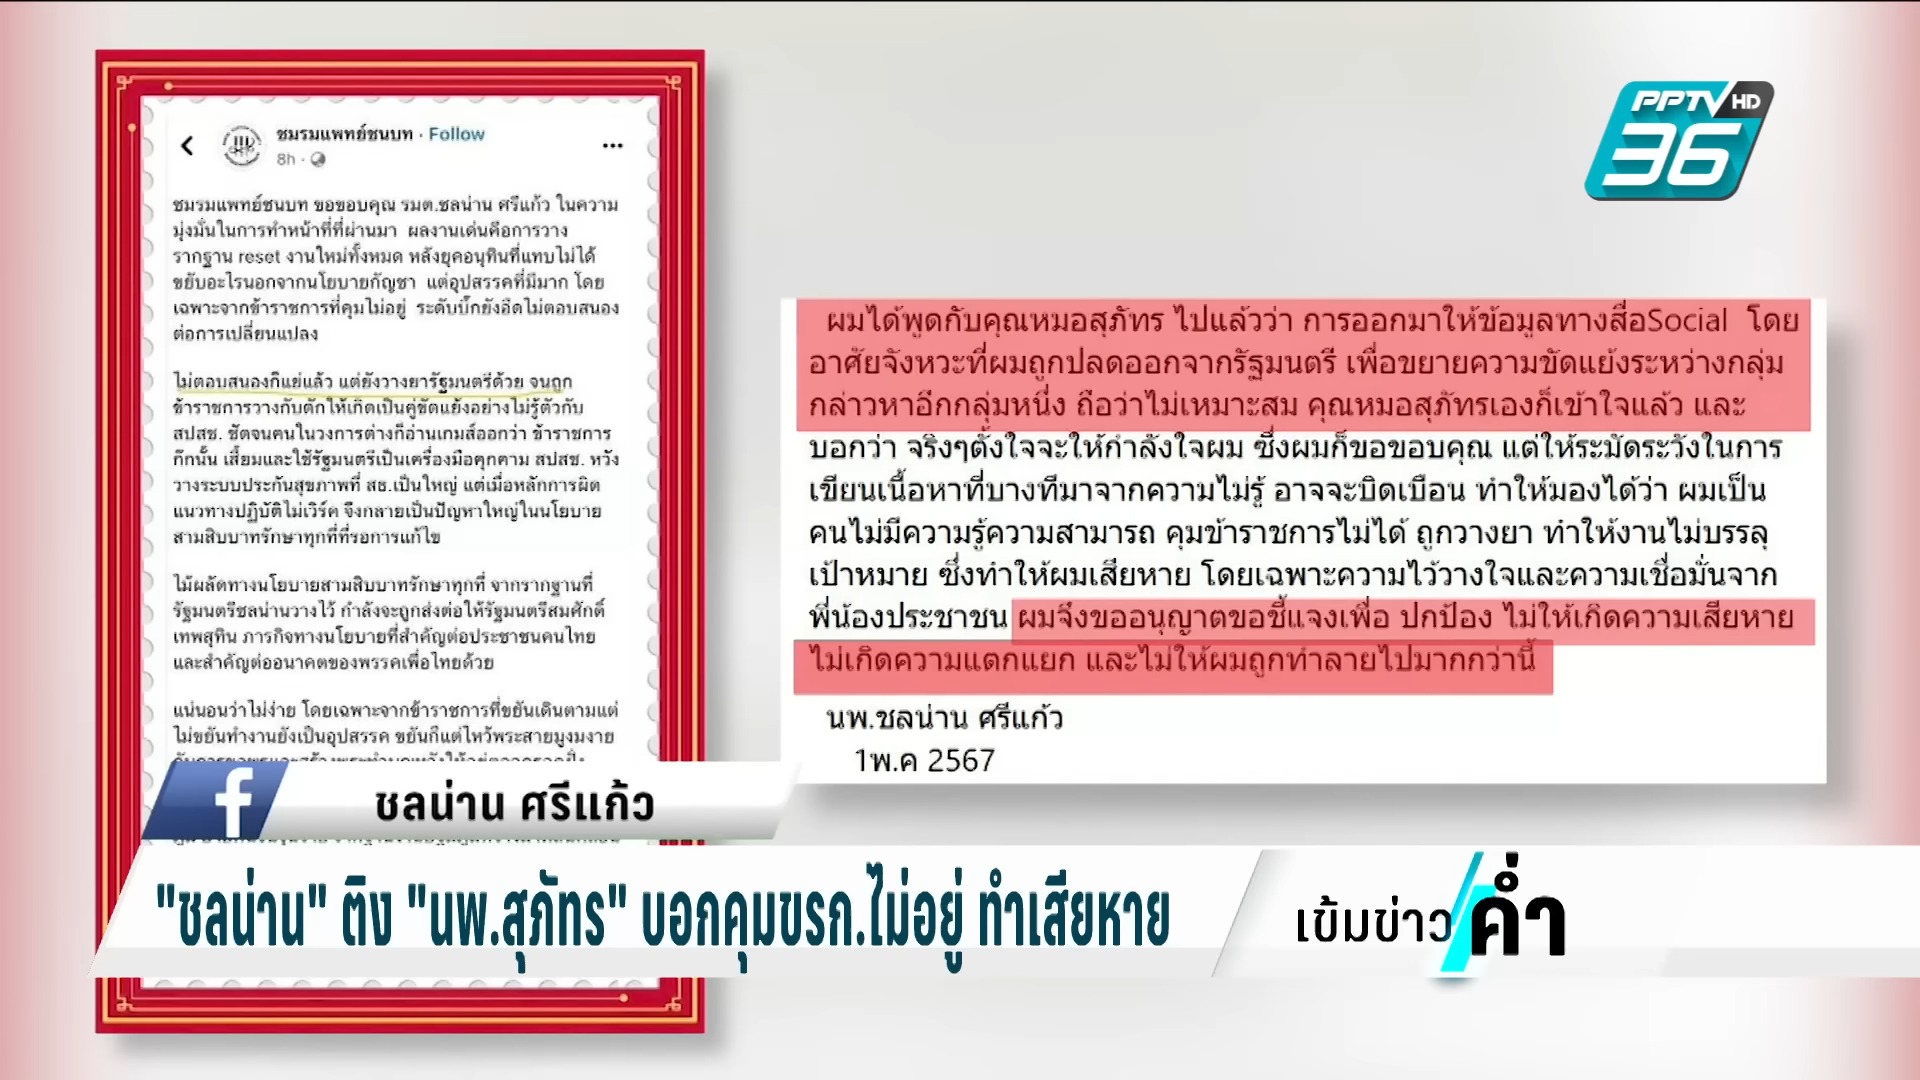 ชมรมแพทย์ชนบท · Follow
8h ·
ชมรมแพทย์ชนบท ขอขอบคุณ รมต.ชลน่าน ศรีแก้ว ในความ
มุ่งมั่นในการทำหน้าที่ที่ผ่านมา ผลงานเด่นคือการวาง
รากฐาน reset งานใหม่ทั้งหมด หลังยุคอนุทินที่แทบไม่ได้
ขยับอะไรนอกจากนโยบายกัญชา แต่อุปสรรคที่มีมาก โดย
เฉพาะจากข้าราชการที่คุมไม่อยู่ ระดับบิ๊กยังอืดไม่ตอบสนอง
ต่อการเปลี่ยนแปลง
ไม่ตอบสนองก็แย่แล้ว แต่ยังวางยารัฐมนตรีด้วย จนถูก
ข้าราชการวางกับดักให้เกิดเป็นคู่ขัดแย้งอย่างไม่รู้ตัวกับ
สปสช. ชัดจนคนในวงการต่างก็อ่านเกมส์ออกว่า ข้าราชการ
ก๊กนั้น เสี้ยมและใช้รัฐมนตรีเป็นเครื่องมือคุกคาม สปสช. หวัง
วางระบบประกันสุขภาพที่ สธ.เป็นใหญ่ แต่เมื่อหลักการผิด
แนวทางปฏิบัติไม่เวิร์ค จึงกลายเป็นปัญหาใหญ่ในนโยบาย
สามสิบบาทรักษาทุกที่ที่รอการแก้ไข
ไม้ผลัดทางนโยบายสามสิบบาทรักษาทุกที่ จากรากฐานที่
รัฐมนตรีชลน่านวางไว้ กำลังจะถูกส่งต่อให้รัฐมนตรีสมศักดิ์
เทพสุทิน ภารกิจทางนโยบายที่สำคัญต่อประชาชนคนไทย
และสำคัญต่ออนาคตของพรรคเพื่อไทยด้วย
แน่นอนว่าไม่ง่าย โดยเฉพาะจากข้าราชการที่ขยันเดินตามแต่
ไม่ขยันทำงานยังเป็นอุปสรรค ขยันก็แต่ไหว้พระสายมูงมงาย
PPTV HD
36
ผมได้พูดกับคุณหมอสุภัทร ไปแล้วว่า การออกมาให้ข้อมูลทางสื่อSocial โดย
อาศัยจังหวะที่ผมถูกปลดออกจากรัฐมนตรี เพื่อขยายความขัดแย้งระหว่างกลุ่ม
กล่าวหาอีกกลุ่มหนึ่ง ถือว่าไม่เหมาะสม คุณหมอสุภัทรเองก็เข้าใจแล้ว และ
บอกว่า จริงๆตั้งใจจะให้กำลังใจผม ซึ่งผมก็ขอขอบคุณ แต่ให้ระมัดระวังในการ
เขียนเนื้อหาที่บางทีมาจากความไม่รู้ อาจจะบิดเบือน ทำให้มองได้ว่า ผมเป็น
คนไม่มีความรู้ความสามารถ คุมข้าราชการไม่ได้ ถูกวางยา ทำให้งานไม่บรรลุ
เป้าหมาย ซึ่งทำให้ผมเสียหาย โดยเฉพาะความไว้วางใจและความเชื่อมั่นจาก
พี่น้องประชาชน ผมจึงขออนุญาตขอชี้แจงเพื่อ ปกป้อง ไม่ให้เกิดความเสียหาย
ไม่เกิดความแตกแยก และไม่ให้ผมถูกทำลายไปมากกว่านี้
นพ.ชลน่าน ศรีแก้ว
1พ.ค 2567
f ชลน่าน ศรีแก้ว
"ชลน่าน" ติง "นพ.สุภัทร" บอกคุมขรก.ไม่อยู่ ทำเสียหาย
เข้มข่าวค่ำ